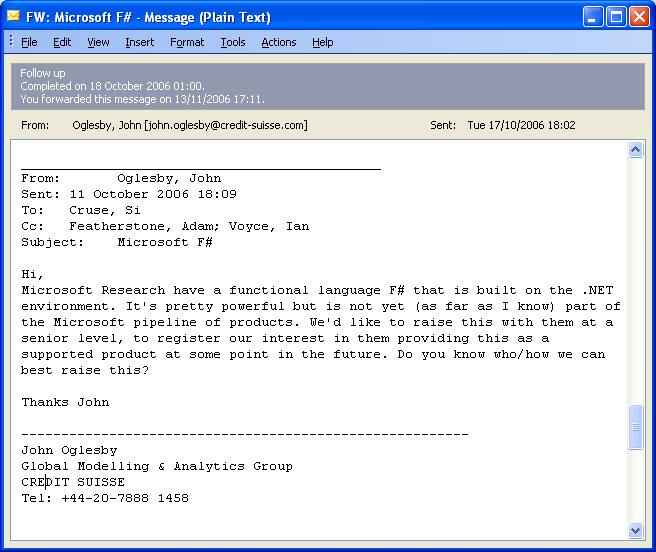 FW: Microsoft F# - Message (Plain Text)
File Edit View Insert Format Tools Actions Help
Follow up
Completed on 18 October 2006 01:00.
You forwarded this message on 13/11/2006 17:11.
From: Oglesby, John [john.oglesby@credit-suisse.com] Sent: Tue 17/10/2006 18:02
From: Oglesby, John
Sent: 11 October 2006 18:09
To: Cruse, Si
Cc: Featherstone, Adam; Voyce, Ian
Subject: Microsoft F#
Hi,
Microsoft Research have a functional language F# that is built on the .NET
environment. It's pretty powerful but is not yet (as far as I know) part of
the Microsoft pipeline of products. We'd like to raise this with them at a
senior level, to register our interest in them providing this as a
supported product at some point in the future. Do you know who/how we can
best raise this?
Thanks John
-------------------------------------------------------
John Oglesby
Global Modelling & Analytics Group
CREDIT SUISSE
Tel: +44-20-7888 1458